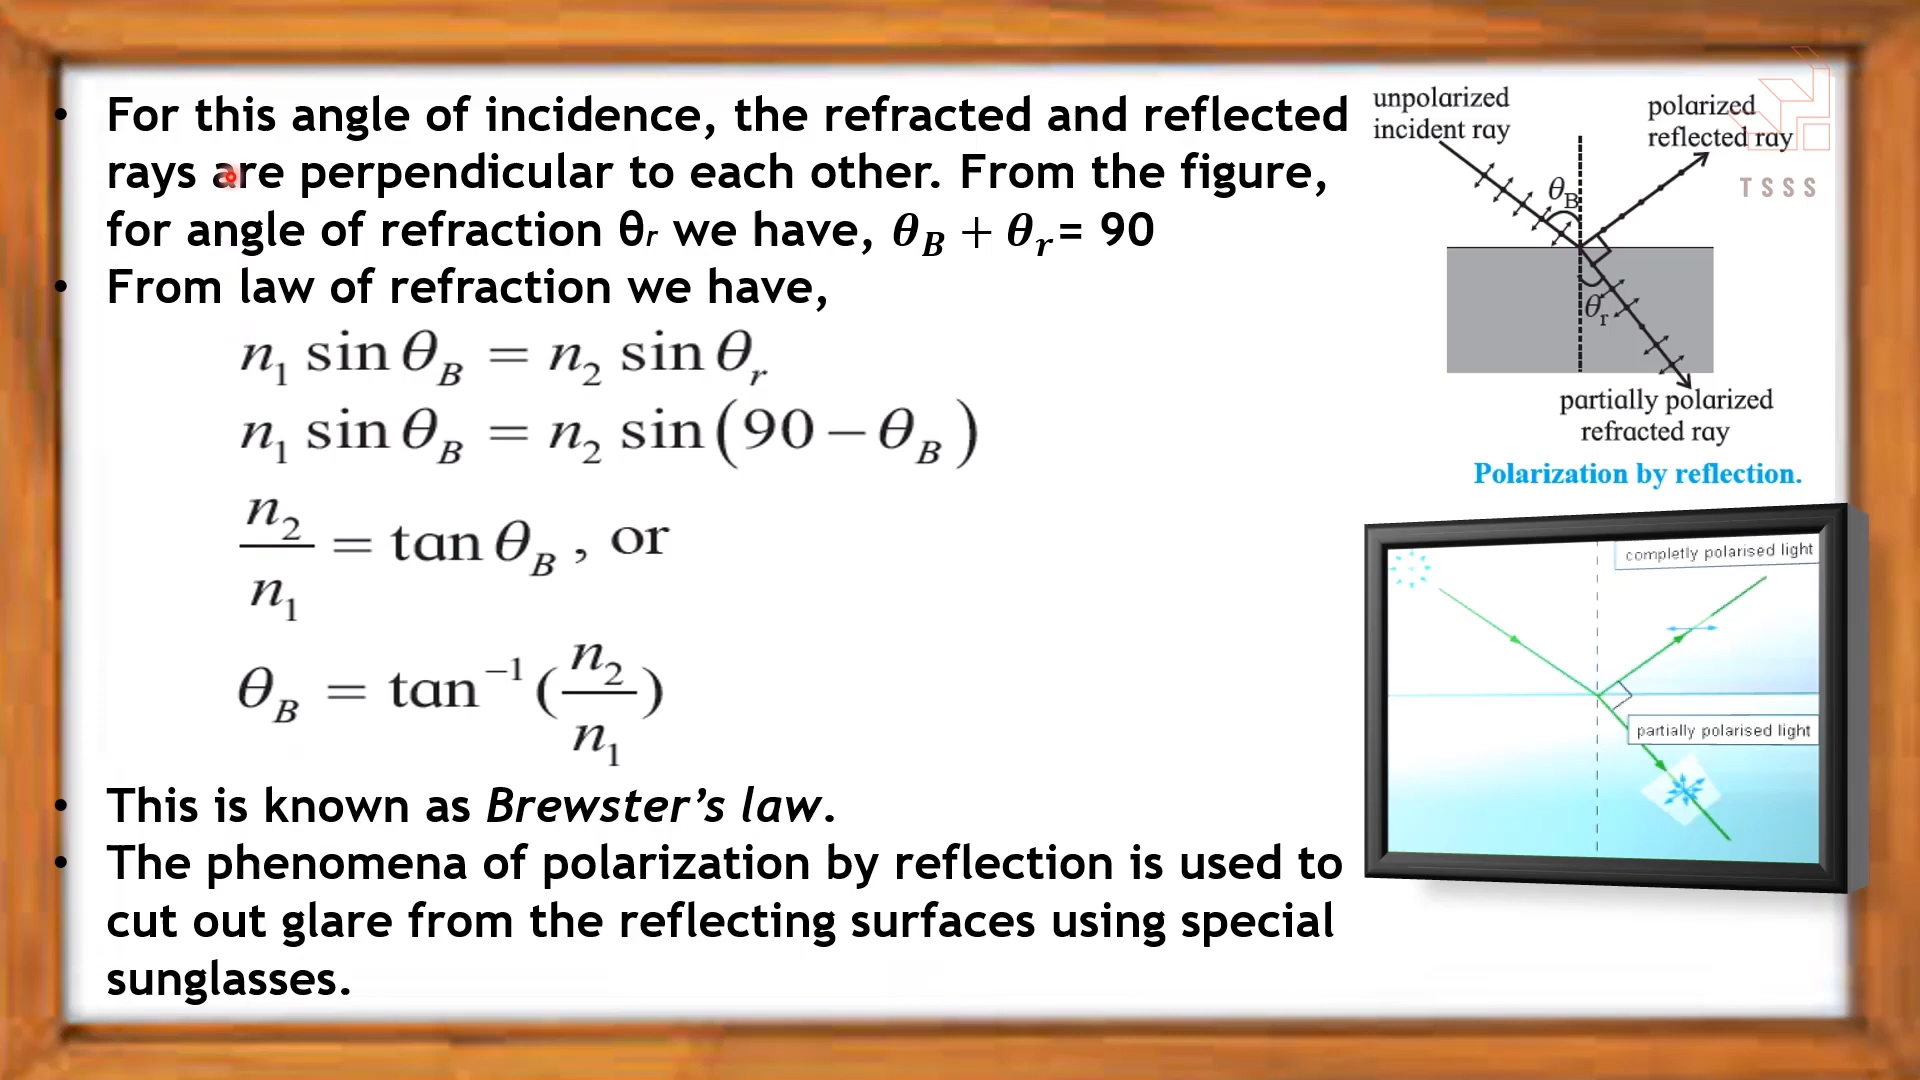 • For this angle of incidence, the refracted and reflected
rays are perpendicular to each other. From the figure,
for angle of refraction θr we have, θ_B + θ_r= 90
• From law of refraction we have,
n₁ sin θ_B = n₂ sin θ_r
n₁ sin θ_B = n₂ sin(90 − θ_B)
n₂/n₁ = tan θ_B , or
θ_B = tan⁻¹(n₂/n₁)
• This is known as Brewster’s law.
• The phenomena of polarization by reflection is used to
cut out glare from the reflecting surfaces using special
sunglasses.
unpolarized
incident ray
polarized
reflected ray
TSSS
θ_B
θ_r
partially polarized
refracted ray
Polarization by reflection.
completly polarised light
partially polarised light